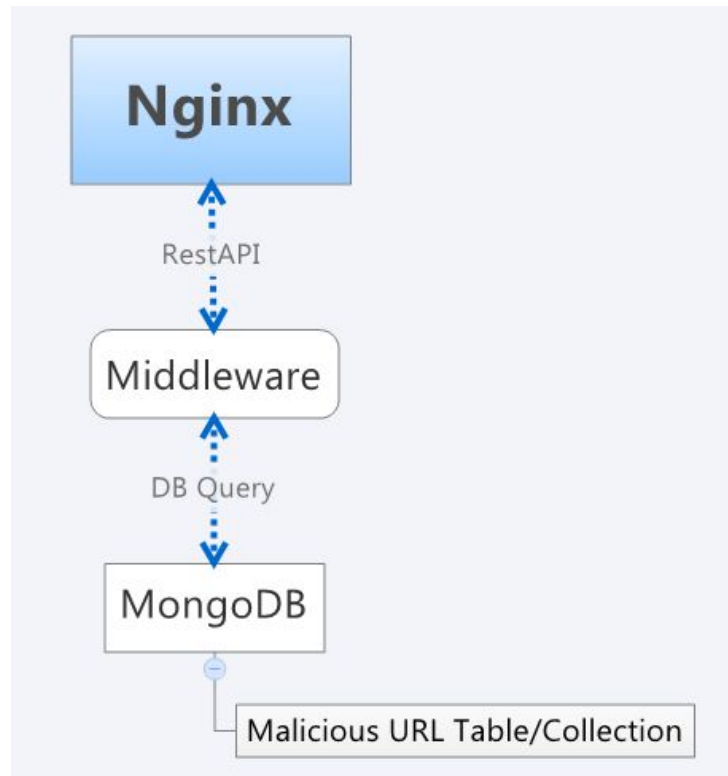 Nginx
RestAPI
Middleware
DB Query
MongoDB
Malicious URL Table/Collection